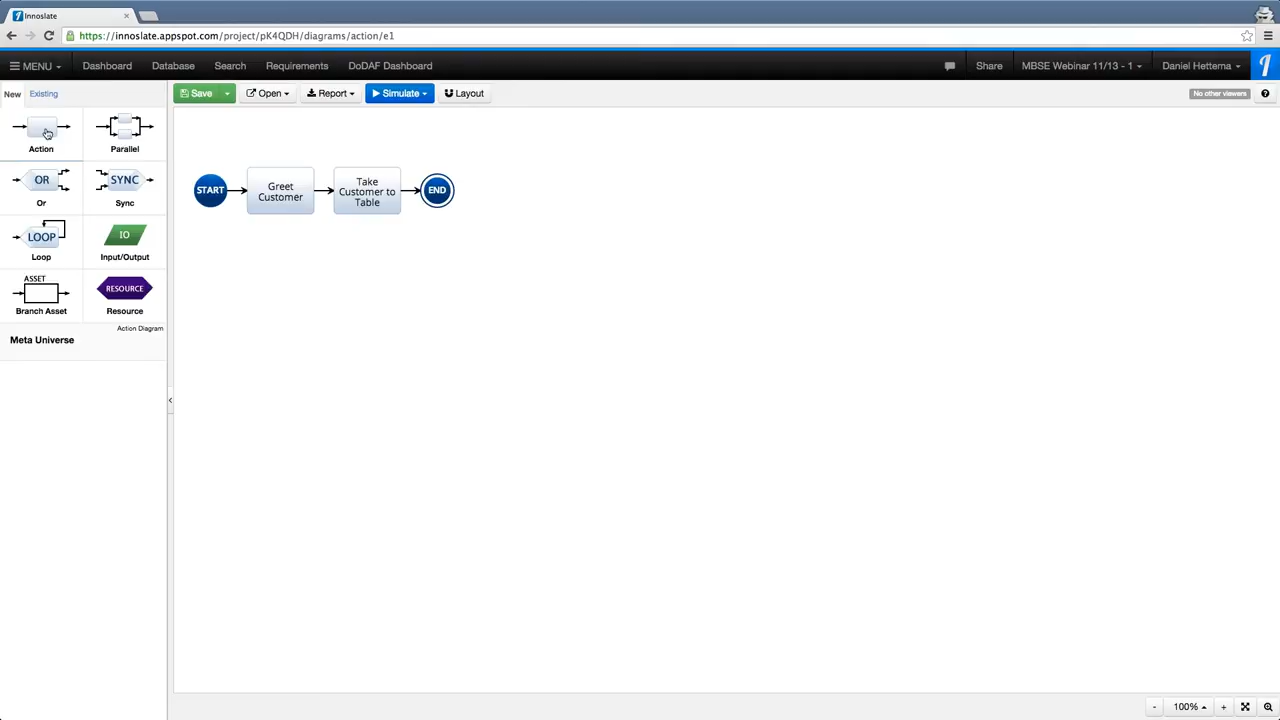 Innoslate
https://innoslate.appspot.com/project/pK4QDH/diagrams/action/e1
MENU Dashboard Database Search Requirements DoDAF Dashboard Share MBSE Webinar 11/13 - 1 Daniel Hettema
New Existing Save Open Report Simulate Layout No other viewers ?
Action Parallel
OR SYNC
Or Sync
LOOP IO
Loop Input/Output
ASSET RESOURCE
Branch Asset Resource
Action Diagram
Meta Universe
START
Greet
Customer
Take
Customer to
Table
END
- 100% +